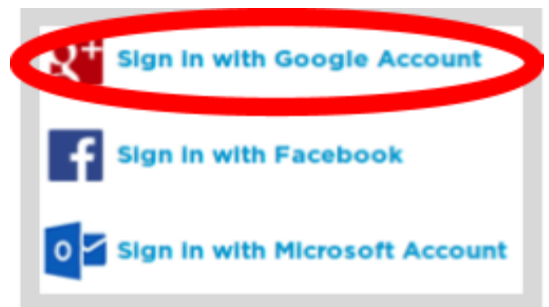 g+ Sign in with Google Account
f Sign in with Facebook
o Sign in with Microsoft Account